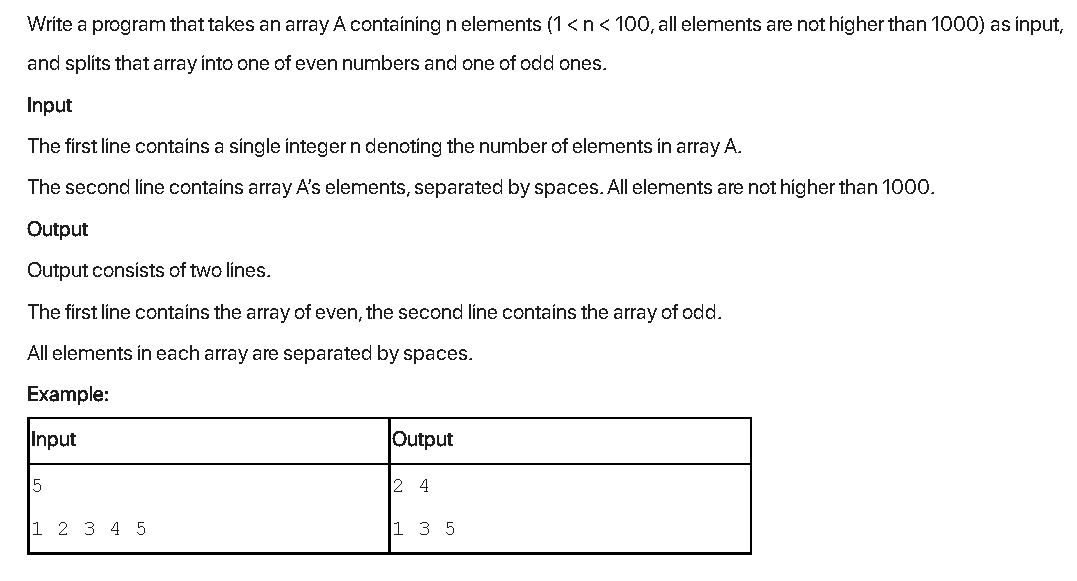 Write a program that takes an array A containing n elements (1 < n < 100, all elements are not higher than 1000) as input,
and splits that array into one of even numbers and one of odd ones.
Input
The first line contains a single integer n denoting the number of elements in array A.
The second line contains array A's elements, separated by spaces. All elements are not higher than 1000.
Output
Output consists of two lines.
The first line contains the array of even, the second line contains the array of odd.
All elements in each array are separated by spaces.
Example:
Input Output
5 2 4
1 2 3 4 5 1 3 5